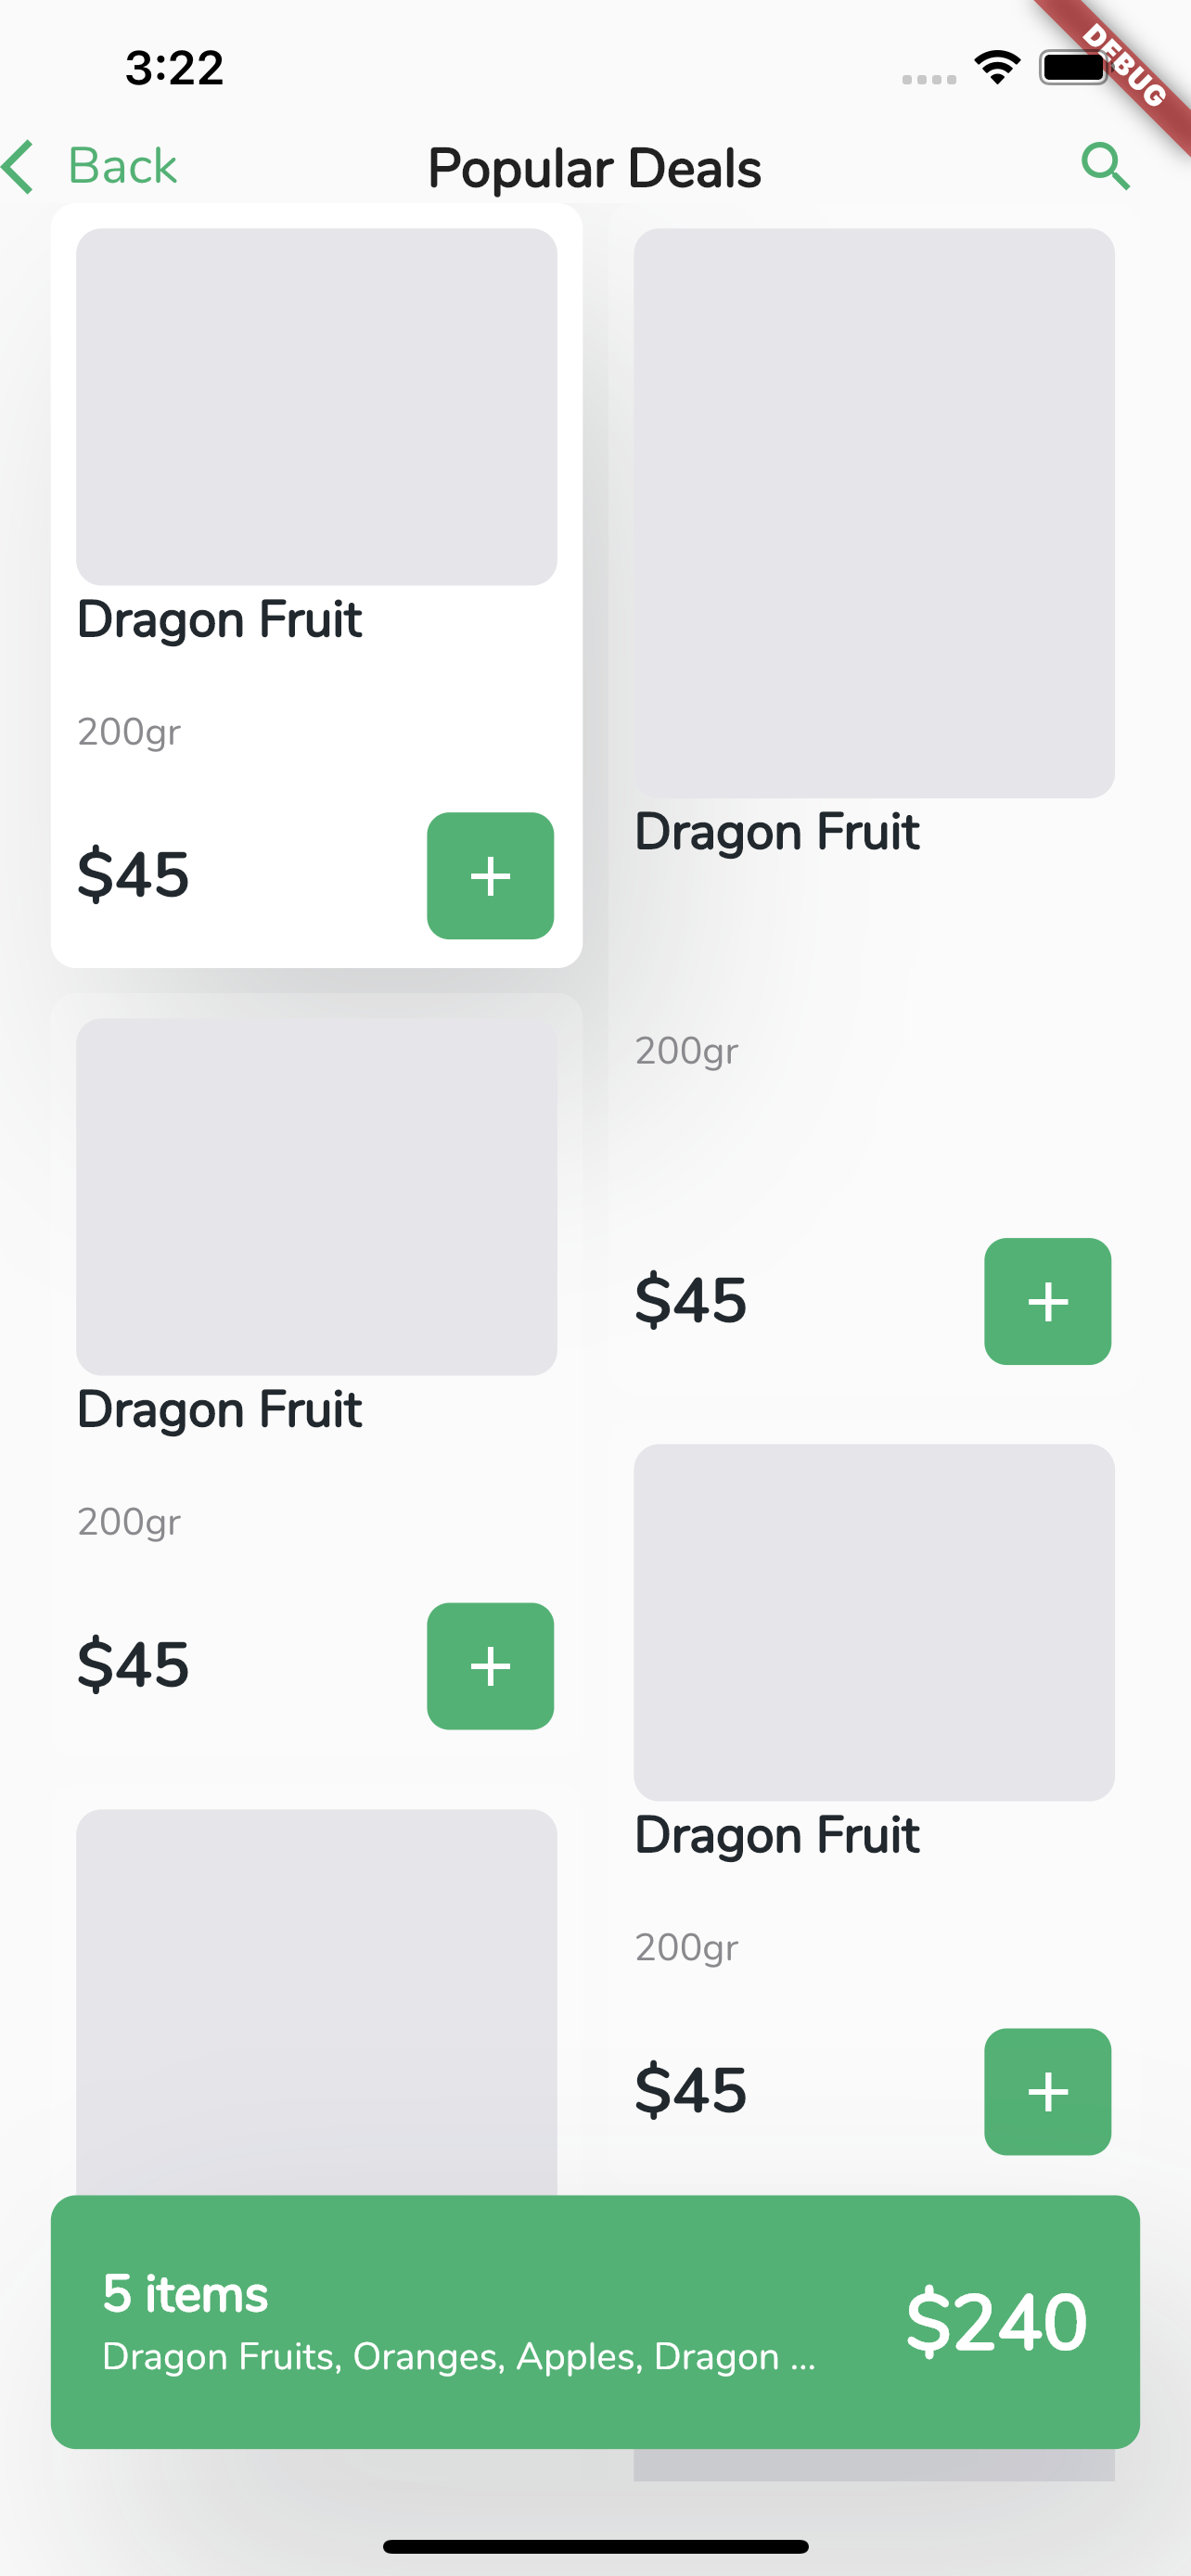 3:22
DEBUG
Back
Popular Deals
Dragon Fruit
200gr
$45
Dragon Fruit
200gr
$45
Dragon Fruit
200gr
$45
Dragon Fruit
200gr
$45
5 items
Dragon Fruits, Oranges, Apples, Dragon ...
$240